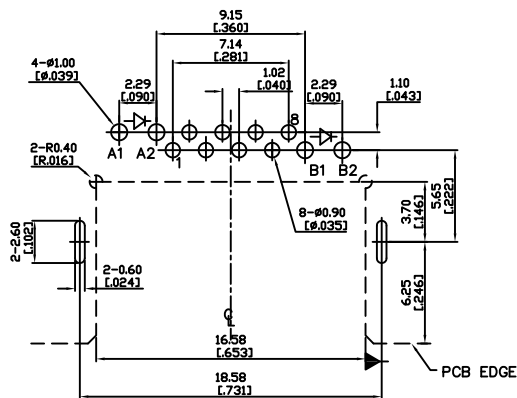 9.15
[.360]
7.14
[.281]
4-ø1.00
[ø.039]
2.29
[.090]
1.02
[.040]
2.29
[.090]
1.10
[.043]
8
A1
A2
1
B1
B2
2-R0.40
[R.016]
8-ø0.90
[ø.035]
3.70
[.146]
5.65
[.222]
2-2.60
[.102]
2-0.60
[.024]
6.25
[.246]
16.58
[.653]
PCB EDGE
18.58
[.731]